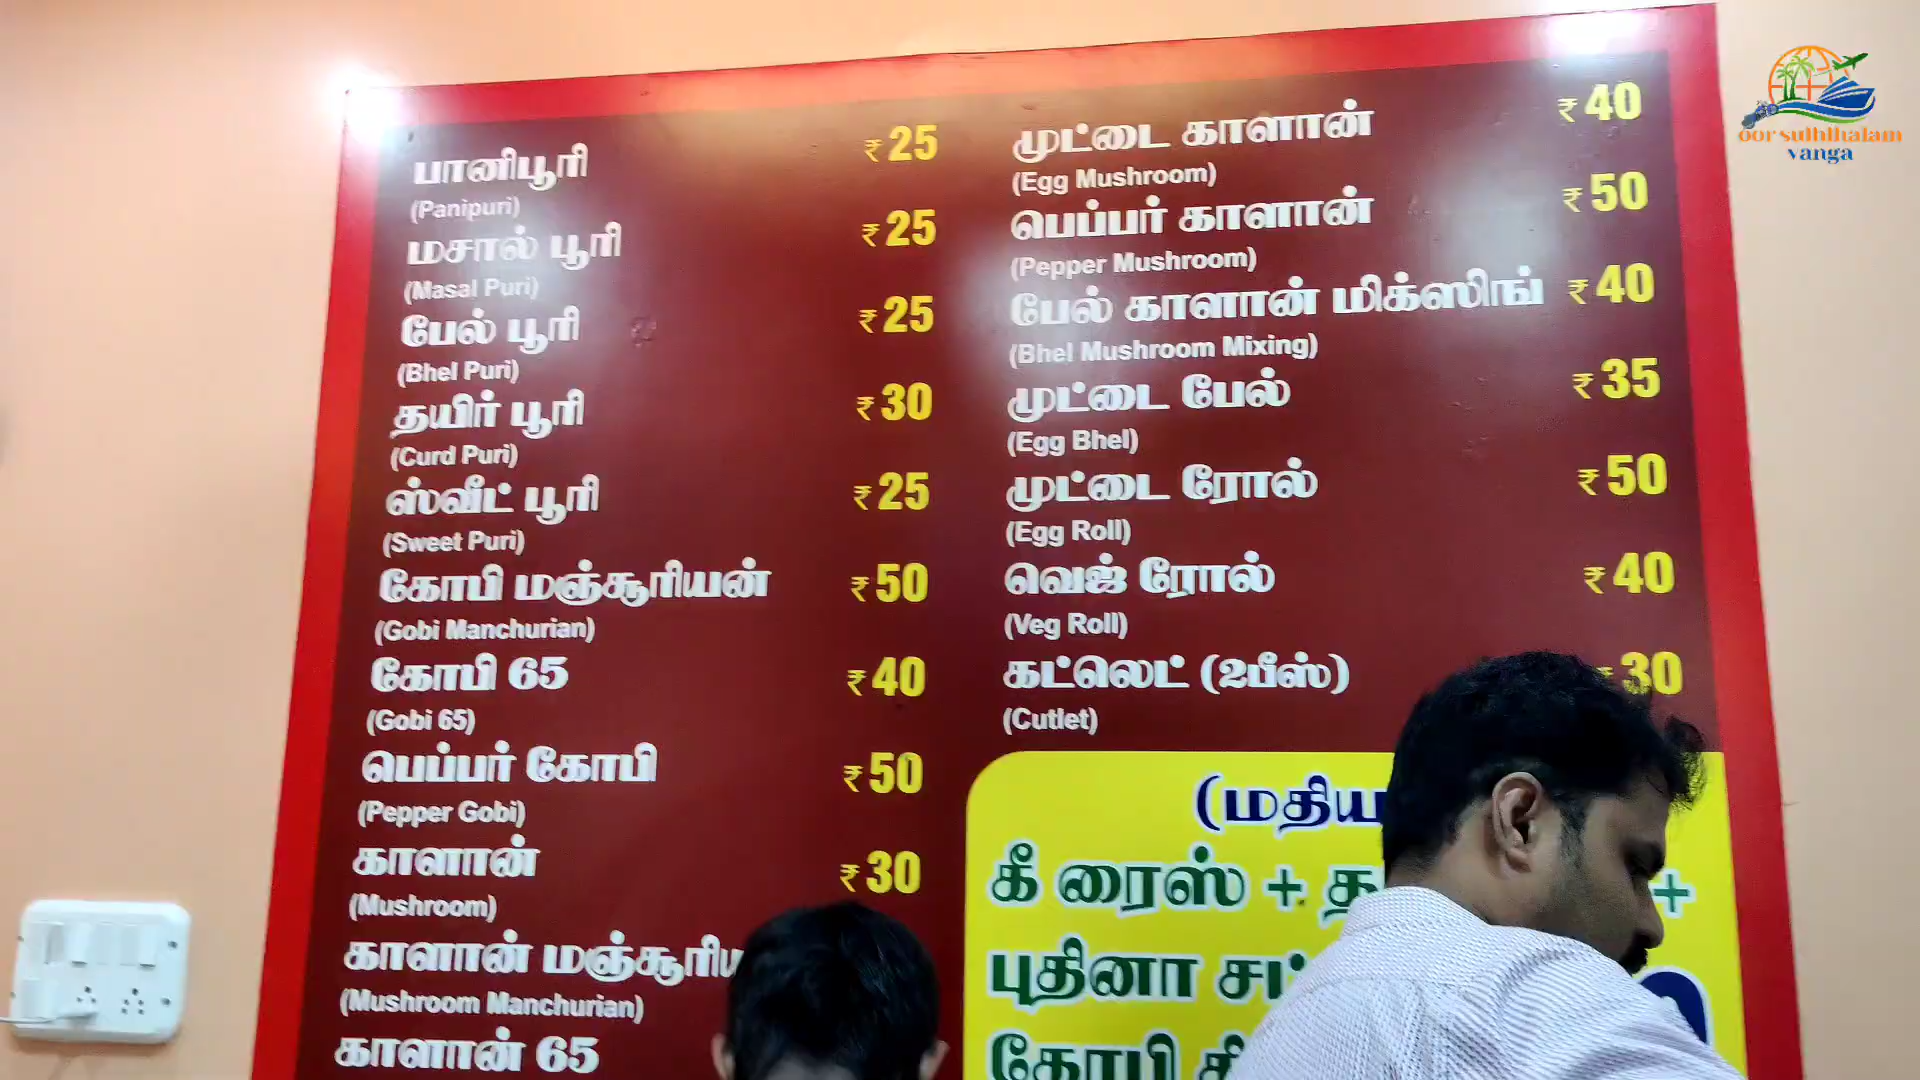 பானிபூரி ₹ 25
(Panipuri)
மசால் பூரி ₹ 25
(Masal Puri)
பேல் பூரி ₹ 25
(Bhel Puri)
தயிர் பூரி ₹ 30
(Curd Puri)
ஸ்வீட் பூரி ₹ 25
(Sweet Puri)
கோபி மஞ்சூரியன் ₹ 50
(Gobi Manchurian)
கோபி 65 ₹ 40
(Gobi 65)
பெப்பர் கோபி ₹ 50
(Pepper Gobi)
காளான் ₹ 30
(Mushroom)
காளான்
(Mushroom Manchurian)
காளான் 65
முட்டை காளான் ₹ 40
(Egg Mushroom)
பெப்பர் காளான் ₹ 50
(Pepper Mushroom)
பேல் காளான் மிக்ஸிங் ₹ 40
(Bhel Mushroom Mixing)
முட்டை பேல் ₹ 35
(Egg Bhel)
முட்டை ரோல் ₹ 50
(Egg Roll)
வெஜ் ரோல் ₹ 40
(Veg Roll)
கட்லெட் (2பீஸ்) ₹ 30
(Cutlet)
கீ ரைஸ் + +
புதினா
கோபி
oor suththalam
vanga